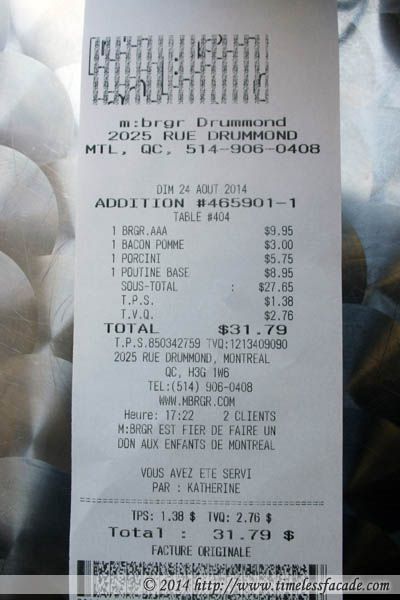 m:brgr Drummond
2025 RUE DRUMMOND
MTL, QC, 514-906-0408
DIM 24 AOUT 2014
ADDITION #465901-1
TABLE #404
1 BRGR.AAA $9.95
1 BACON POMME $3.00
1 PORCINI $5.75
1 POUTINE BASE $8.95
SOUS-TOTAL : $27.65
T.P.S. $1.38
T.V.Q. $2.76
TOTAL $31.79
T.P.S.850342759 TVQ:1213409090
2025 RUE DRUMMOND, MONTREAL
QC, H3G 1W6
TEL:(514) 906-0408
WWW.MBRGR.COM
Heure: 17:22 2 CLIENTS
M:BRGR EST FIER DE FAIRE UN
DON AUX ENFANTS DE MONTREAL
VOUS AVEZ ETE SERVI
PAR : KATHERINE
TPS: 1.38 $ TVQ: 2.76 $
Total : 31.79 $
FACTURE ORIGINALE
© 2014 http://www.timelessfacade.com